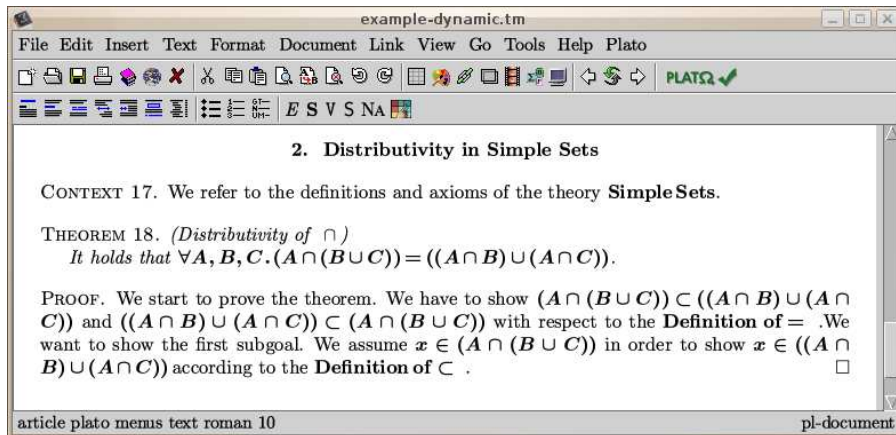 example-dynamic.tm
File Edit Insert Text Format Document Link View Go Tools Help Plato
PLATΩ
E S V S NA
2. Distributivity in Simple Sets
CONTEXT 17. We refer to the definitions and axioms of the theory Simple Sets.
THEOREM 18. (Distributivity of ∩ )
It holds that ∀A, B, C.(A∩(B∪C))=((A∩B)∪(A∩C)).
PROOF. We start to prove the theorem. We have to show (A∩(B∪C))⊂((A∩B)∪(A∩
C)) and ((A∩B)∪(A∩C))⊂(A∩(B∪C)) with respect to the Definition of = .We
want to show the first subgoal. We assume x∈(A∩(B∪C)) in order to show x∈((A∩
B)∪(A∩C)) according to the Definition of ⊂ . □
article plato menus text roman 10 pl-document